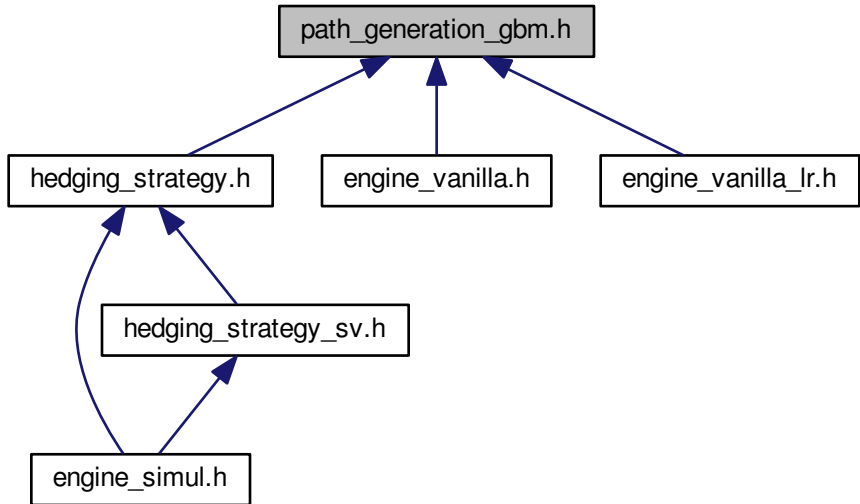 path_generation_gbm.h
hedging_strategy.h
engine_vanilla.h
engine_vanilla_lr.h
hedging_strategy_sv.h
engine_simul.h